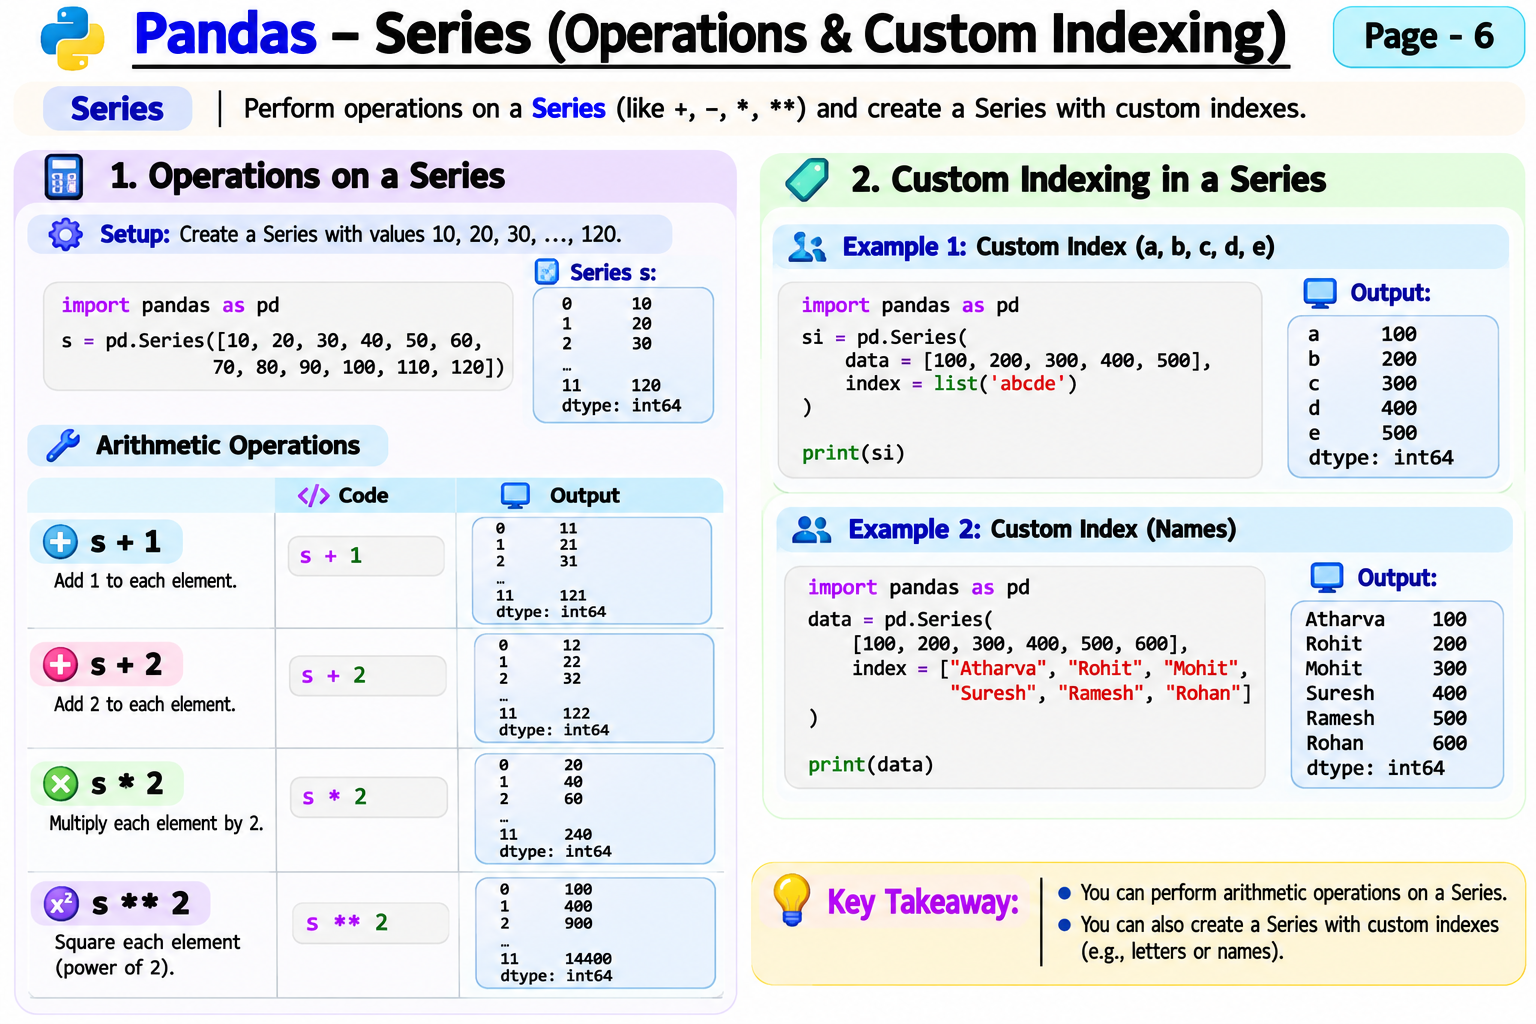 Pandas – Series (Operations & Custom Indexing)
Page - 6
Series
Perform operations on a Series (like +, –, *, **) and create a Series with custom indexes.
1. Operations on a Series
Setup: Create a Series with values 10, 20, 30, ..., 120.
import pandas as pd
s = pd.Series([10, 20, 30, 40, 50, 60,
70, 80, 90, 100, 110, 120])
Series s:
0 10
1 20
2 30
...
11 120
dtype: int64
Arithmetic Operations
</> Code
Output
s + 1
Add 1 to each element.
s + 1
0 11
1 21
2 31
...
11 121
dtype: int64
s + 2
Add 2 to each element.
s + 2
0 12
1 22
2 32
...
11 122
dtype: int64
s * 2
Multiply each element by 2.
s * 2
0 20
1 40
2 60
...
11 240
dtype: int64
x²
s ** 2
Square each element
(power of 2).
s ** 2
0 100
1 400
2 900
...
11 14400
dtype: int64
2. Custom Indexing in a Series
Example 1: Custom Index (a, b, c, d, e)
import pandas as pd
si = pd.Series(
data = [100, 200, 300, 400, 500],
index = list('abcde')
)
print(si)
Output:
a 100
b 200
c 300
d 400
e 500
dtype: int64
Example 2: Custom Index (Names)
import pandas as pd
data = pd.Series(
[100, 200, 300, 400, 500, 600],
index = ["Atharva", "Rohit", "Mohit",
"Suresh", "Ramesh", "Rohan"]
)
print(data)
Output:
Atharva 100
Rohit 200
Mohit 300
Suresh 400
Ramesh 500
Rohan 600
dtype: int64
Key Takeaway:
● You can perform arithmetic operations on a Series.
● You can also create a Series with custom indexes
(e.g., letters or names).